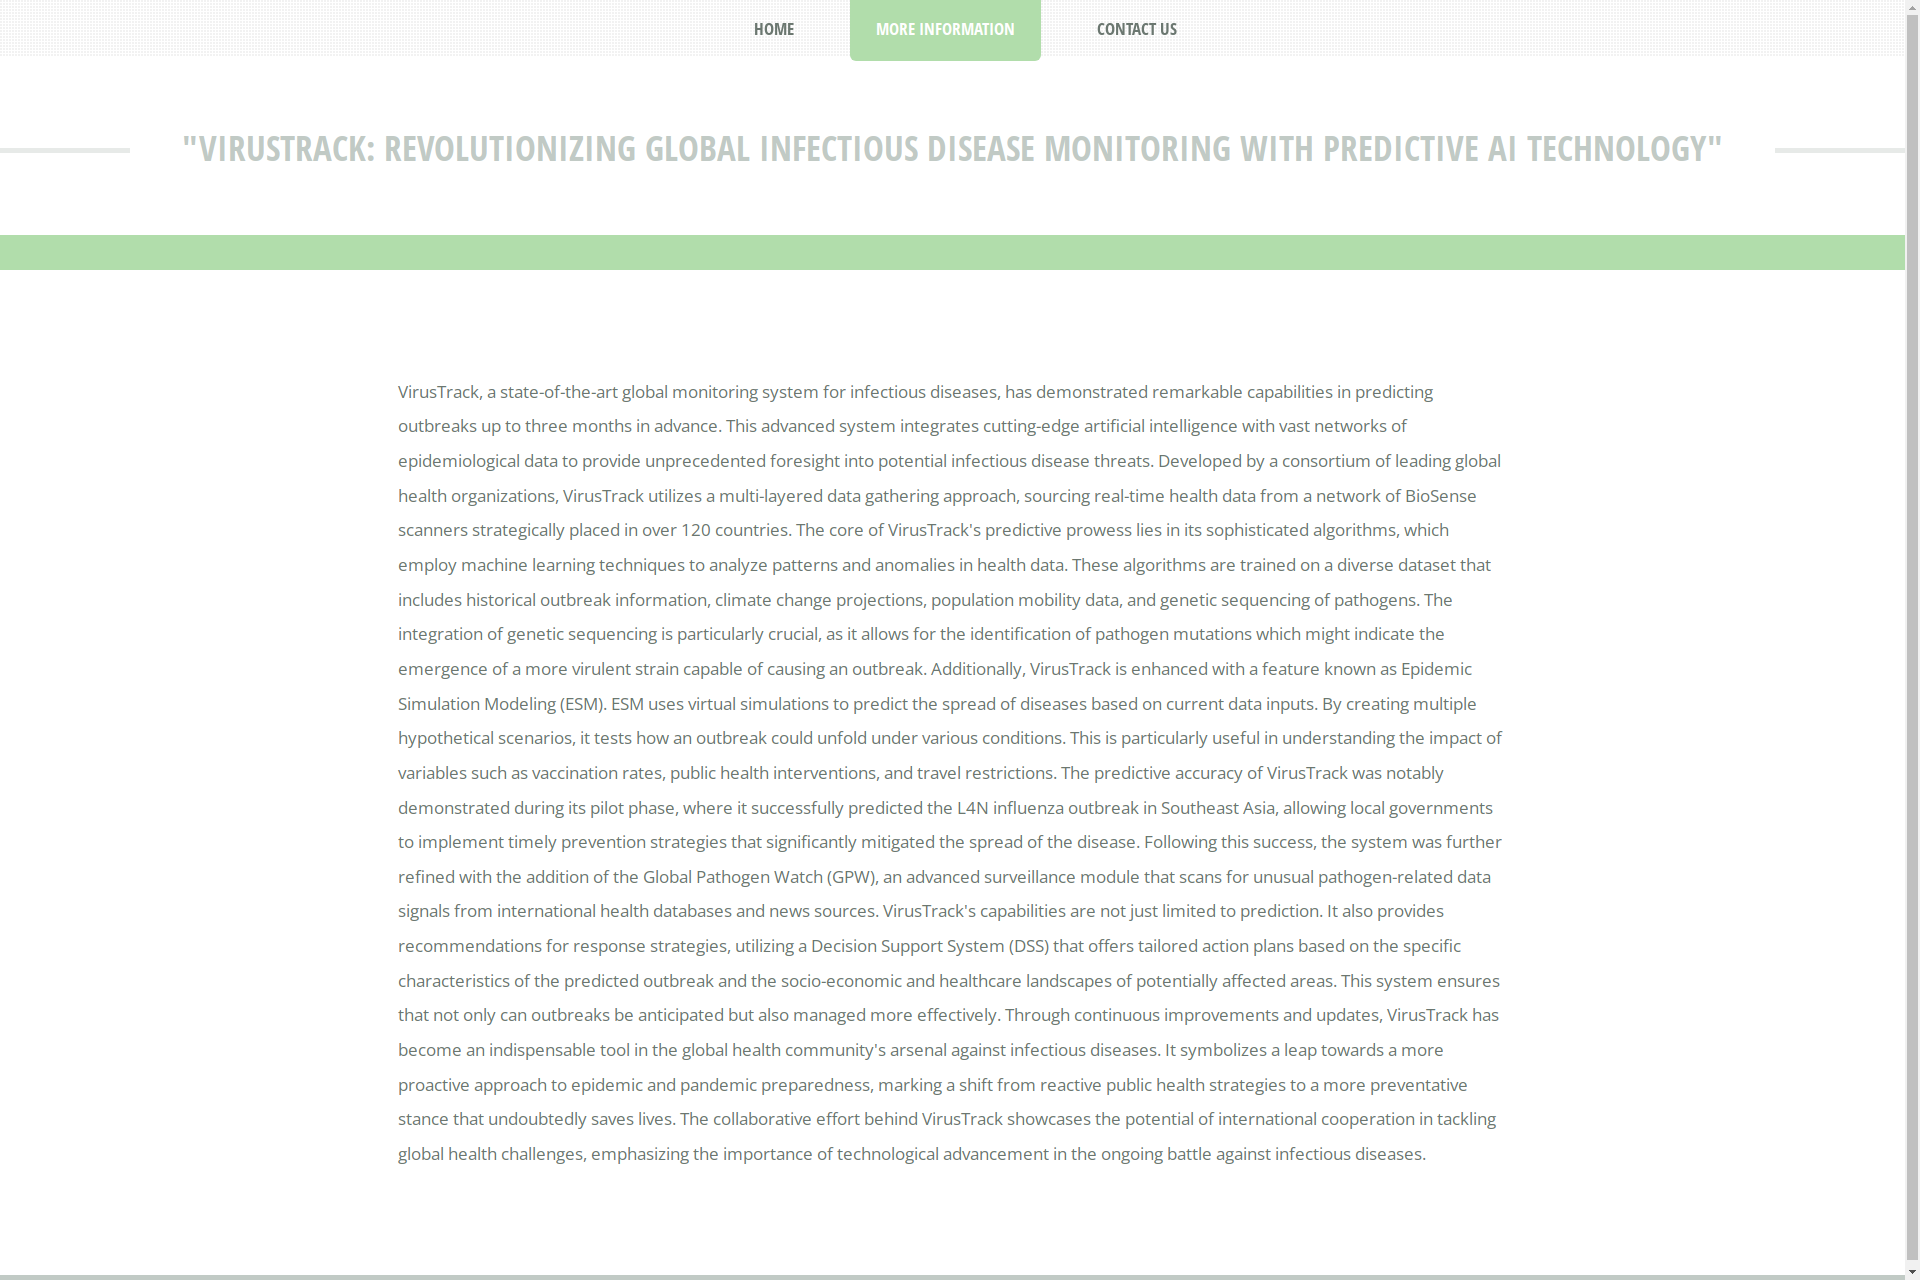 HOME
MORE INFORMATION
CONTACT US
"VIRUSTRACK: REVOLUTIONIZING GLOBAL INFECTIOUS DISEASE MONITORING WITH PREDICTIVE AI TECHNOLOGY"
VirusTrack, a state-of-the-art global monitoring system for infectious diseases, has demonstrated remarkable capabilities in predicting
outbreaks up to three months in advance. This advanced system integrates cutting-edge artificial intelligence with vast networks of
epidemiological data to provide unprecedented foresight into potential infectious disease threats. Developed by a consortium of leading global
health organizations, VirusTrack utilizes a multi-layered data gathering approach, sourcing real-time health data from a network of BioSense
scanners strategically placed in over 120 countries. The core of VirusTrack's predictive prowess lies in its sophisticated algorithms, which
employ machine learning techniques to analyze patterns and anomalies in health data. These algorithms are trained on a diverse dataset that
includes historical outbreak information, climate change projections, population mobility data, and genetic sequencing of pathogens. The
integration of genetic sequencing is particularly crucial, as it allows for the identification of pathogen mutations which might indicate the
emergence of a more virulent strain capable of causing an outbreak. Additionally, VirusTrack is enhanced with a feature known as Epidemic
Simulation Modeling (ESM). ESM uses virtual simulations to predict the spread of diseases based on current data inputs. By creating multiple
hypothetical scenarios, it tests how an outbreak could unfold under various conditions. This is particularly useful in understanding the impact of
variables such as vaccination rates, public health interventions, and travel restrictions. The predictive accuracy of VirusTrack was notably
demonstrated during its pilot phase, where it successfully predicted the L4N influenza outbreak in Southeast Asia, allowing local governments
to implement timely prevention strategies that significantly mitigated the spread of the disease. Following this success, the system was further
refined with the addition of the Global Pathogen Watch (GPW), an advanced surveillance module that scans for unusual pathogen-related data
signals from international health databases and news sources. VirusTrack's capabilities are not just limited to prediction. It also provides
recommendations for response strategies, utilizing a Decision Support System (DSS) that offers tailored action plans based on the specific
characteristics of the predicted outbreak and the socio-economic and healthcare landscapes of potentially affected areas. This system ensures
that not only can outbreaks be anticipated but also managed more effectively. Through continuous improvements and updates, VirusTrack has
become an indispensable tool in the global health community's arsenal against infectious diseases. It symbolizes a leap towards a more
proactive approach to epidemic and pandemic preparedness, marking a shift from reactive public health strategies to a more preventative
stance that undoubtedly saves lives. The collaborative effort behind VirusTrack showcases the potential of international cooperation in tackling
global health challenges, emphasizing the importance of technological advancement in the ongoing battle against infectious diseases.